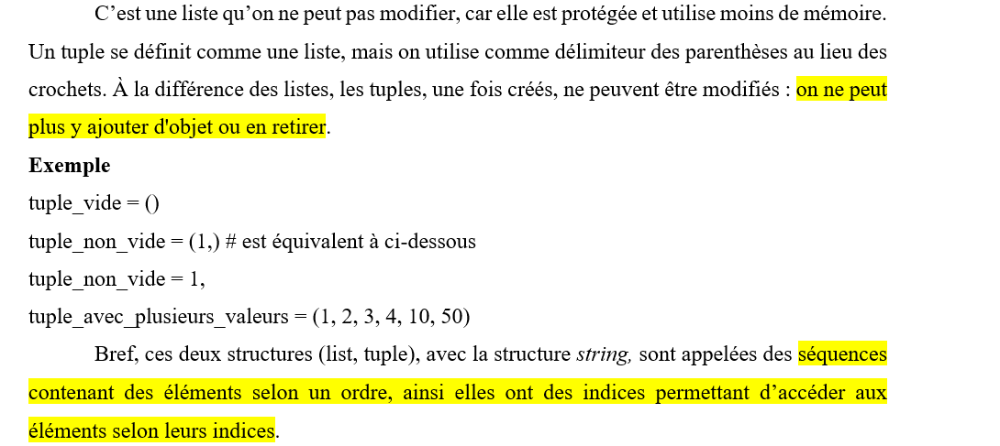 C’est une liste qu’on ne peut pas modifier, car elle est protégée et utilise moins de mémoire.
Un tuple se définit comme une liste, mais on utilise comme délimiteur des parenthèses au lieu des
crochets. À la différence des listes, les tuples, une fois créés, ne peuvent être modifiés : on ne peut
plus y ajouter d'objet ou en retirer.
Exemple
tuple_vide = ()
tuple_non_vide = (1,) # est équivalent à ci-dessous
tuple_non_vide = 1,
tuple_avec_plusieurs_valeurs = (1, 2, 3, 4, 10, 50)
Bref, ces deux structures (list, tuple), avec la structure string, sont appelées des séquences
contenant des éléments selon un ordre, ainsi elles ont des indices permettant d’accéder aux
éléments selon leurs indices.